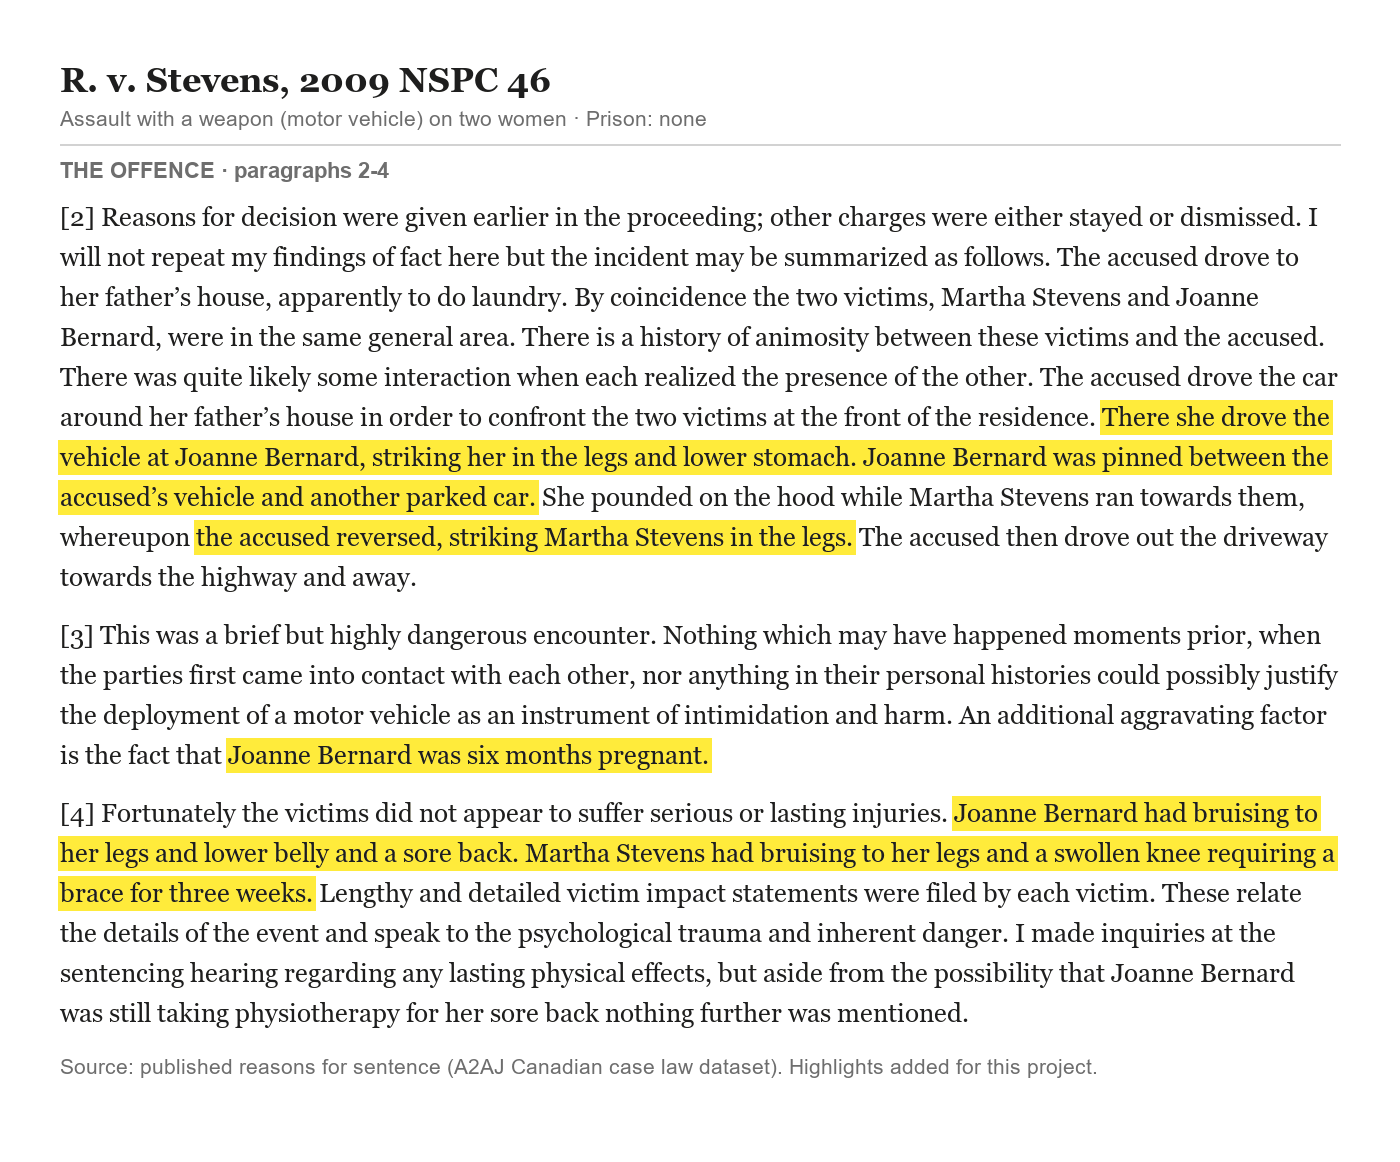 R. v. Stevens, 2009 NSPC 46
Assault with a weapon (motor vehicle) on two women · Prison: none
THE OFFENCE · paragraphs 2-4
[2] Reasons for decision were given earlier in the proceeding; other charges were either stayed or dismissed. I
will not repeat my findings of fact here but the incident may be summarized as follows. The accused drove to
her father’s house, apparently to do laundry. By coincidence the two victims, Martha Stevens and Joanne
Bernard, were in the same general area. There is a history of animosity between these victims and the accused.
There was quite likely some interaction when each realized the presence of the other. The accused drove the car
around her father’s house in order to confront the two victims at the front of the residence. There she drove the
vehicle at Joanne Bernard, striking her in the legs and lower stomach. Joanne Bernard was pinned between the
accused’s vehicle and another parked car. She pounded on the hood while Martha Stevens ran towards them,
whereupon the accused reversed, striking Martha Stevens in the legs. The accused then drove out the driveway
towards the highway and away.
[3] This was a brief but highly dangerous encounter. Nothing which may have happened moments prior, when
the parties first came into contact with each other, nor anything in their personal histories could possibly justify
the deployment of a motor vehicle as an instrument of intimidation and harm. An additional aggravating factor
is the fact that Joanne Bernard was six months pregnant.
[4] Fortunately the victims did not appear to suffer serious or lasting injuries. Joanne Bernard had bruising to
her legs and lower belly and a sore back. Martha Stevens had bruising to her legs and a swollen knee requiring a
brace for three weeks. Lengthy and detailed victim impact statements were filed by each victim. These relate
the details of the event and speak to the psychological trauma and inherent danger. I made inquiries at the
sentencing hearing regarding any lasting physical effects, but aside from the possibility that Joanne Bernard
was still taking physiotherapy for her sore back nothing further was mentioned.
Source: published reasons for sentence (A2AJ Canadian case law dataset). Highlights added for this project.